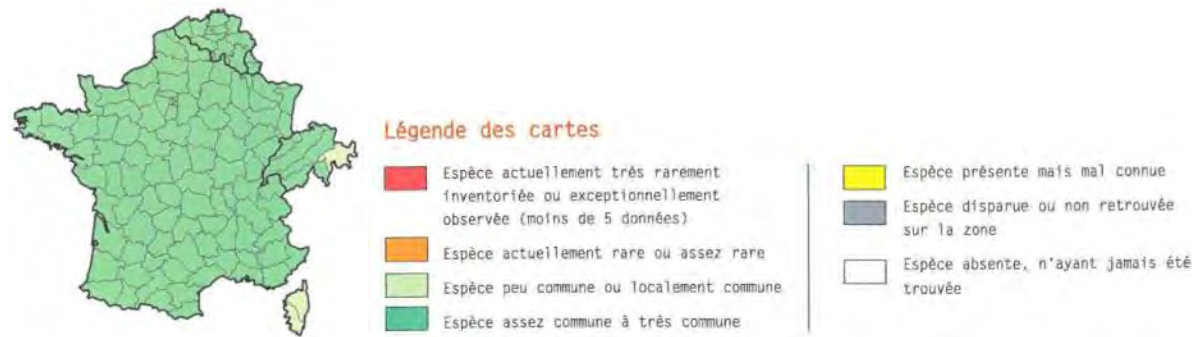 Légende des cartes
Espèce actuellement très rarement
inventoriée ou exceptionnellement
observée (moins de 5 données)
Espèce actuellement rare ou assez rare
Espèce peu commune ou localement commune
Espèce assez commune à très commune
Espèce présente mais mal connue
Espèce disparue ou non retrouvée
sur la zone
Espèce absente, n'ayant jamais été
trouvée